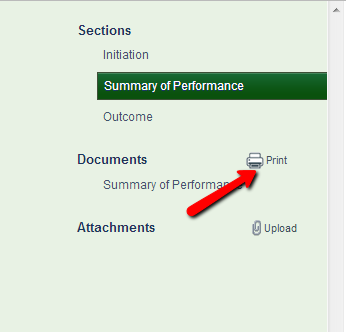 Sections
Initiation
Summary of Performance
Outcome
Documents Print
Summary of Performan
Attachments Upload